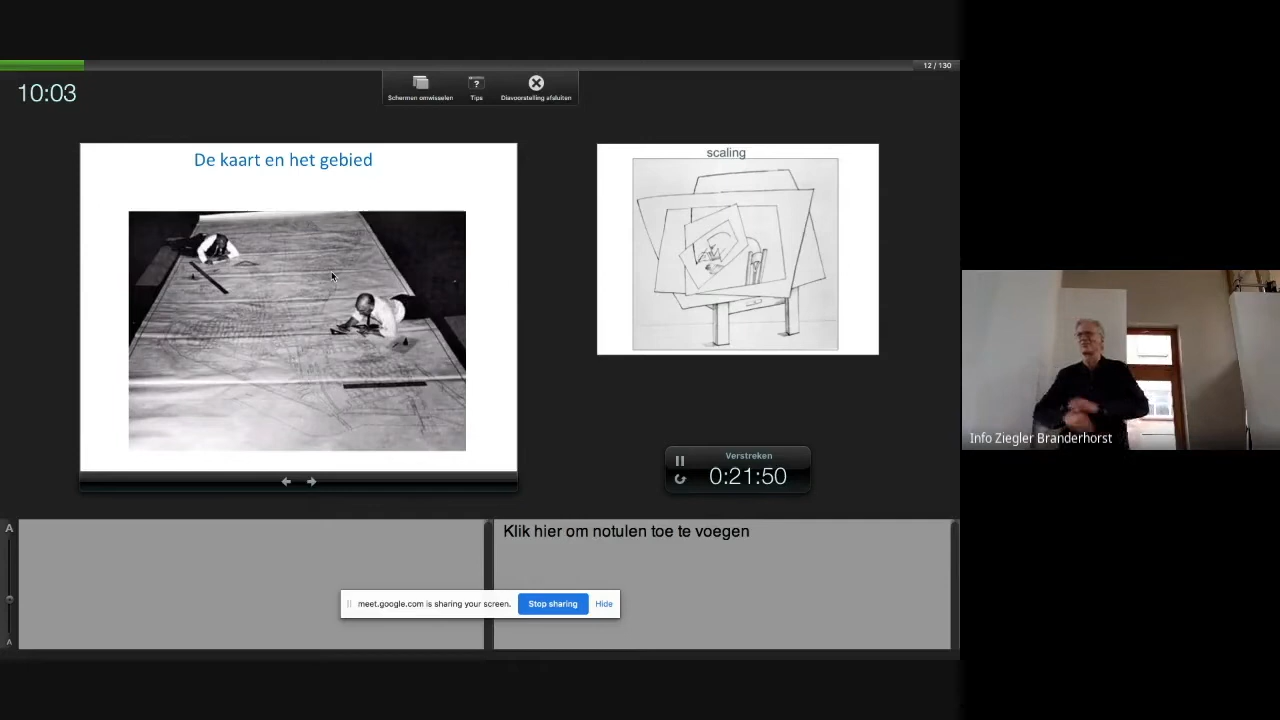 12 / 130
10:03
Schermen omwisselen
Tips
Diavoorstelling afsluiten
De kaart en het gebied
scaling
Verstreken
0:21:50
A
Klik hier om notulen toe te voegen
meet.google.com is sharing your screen.
Stop sharing
Hide
A
Info Ziegler Branderhorst